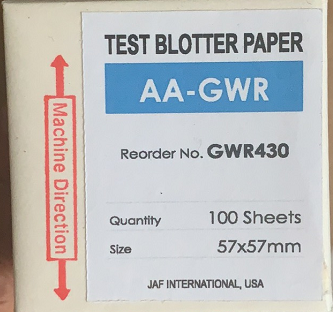 TEST BLOTTER PAPER
AA-GWR
Reorder No. GWR430
Quantity 100 Sheets
Size 57x57mm
JAF INTERNATIONAL, USA
Machine Direction